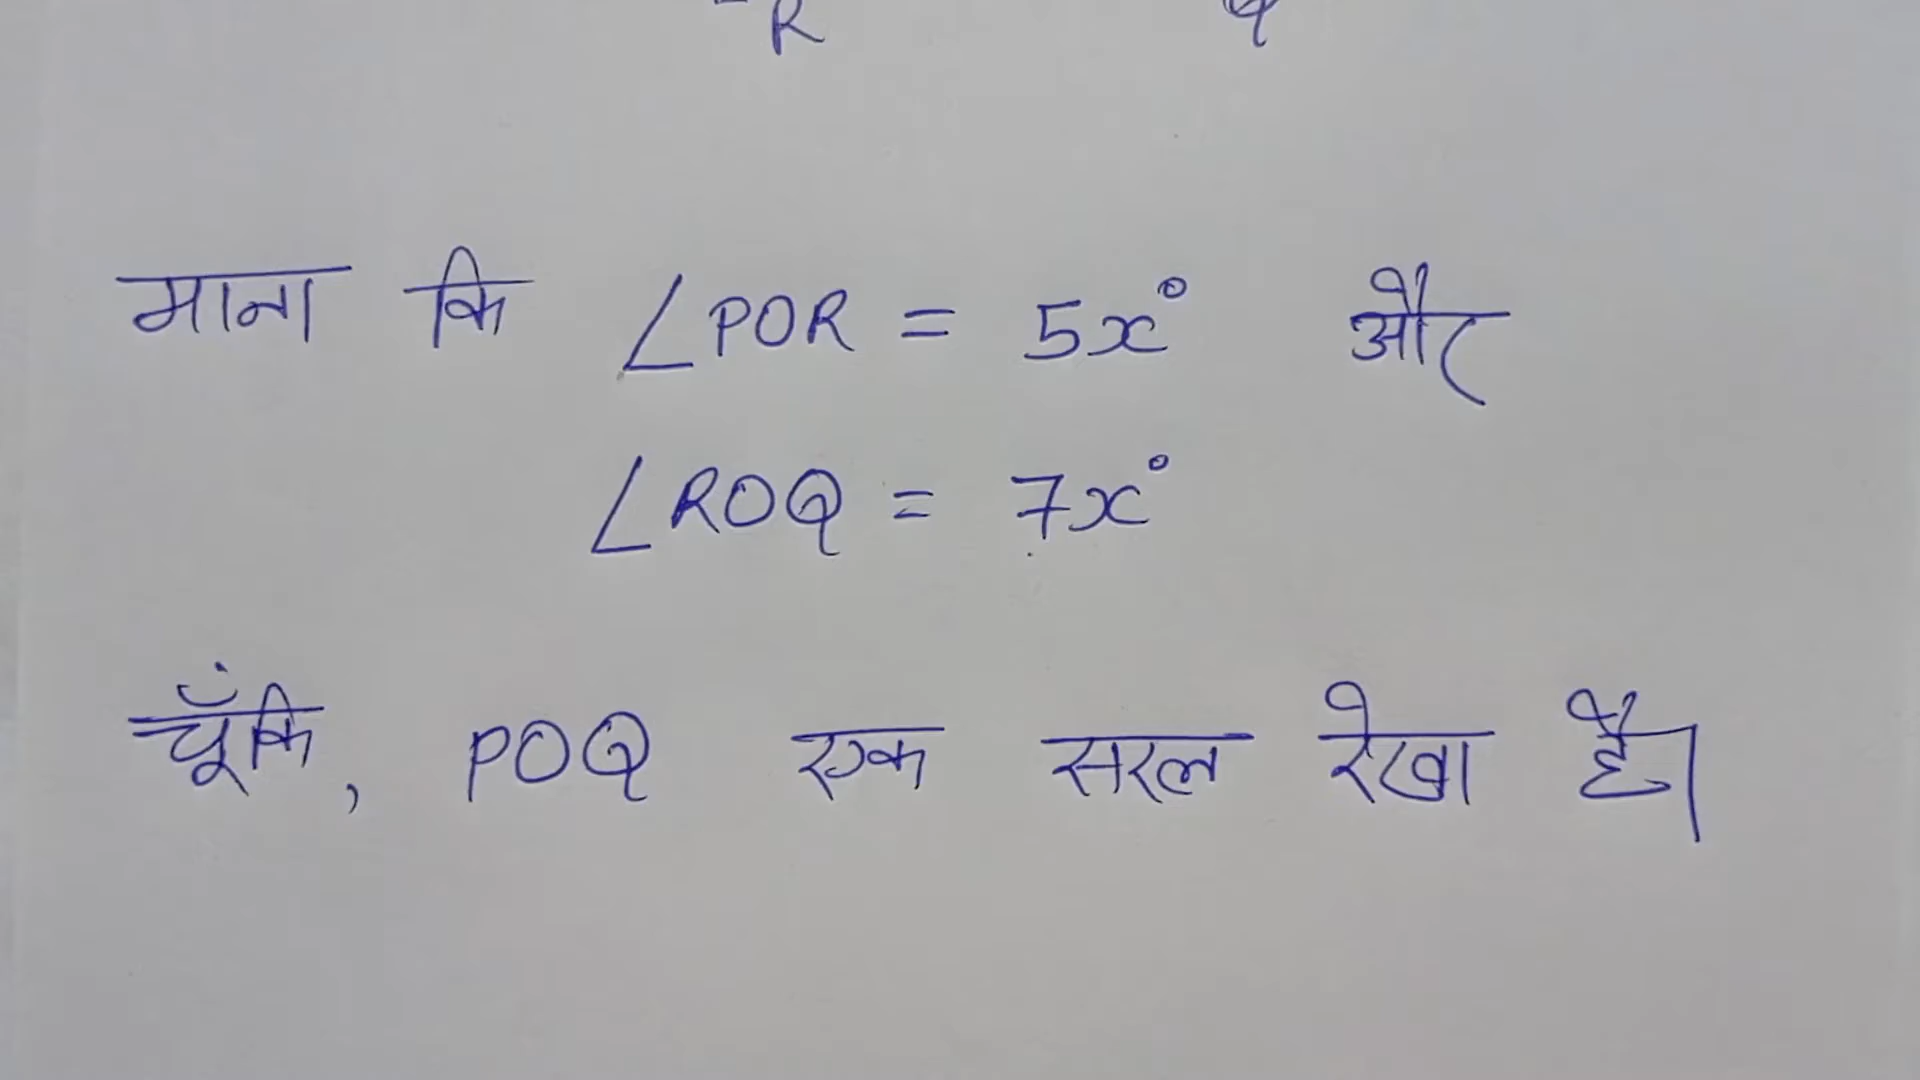 R Q
माना कि ∠POR = 5x° और
∠ROQ = 7x°
चूँकि, POQ एक सरल रेखा है।